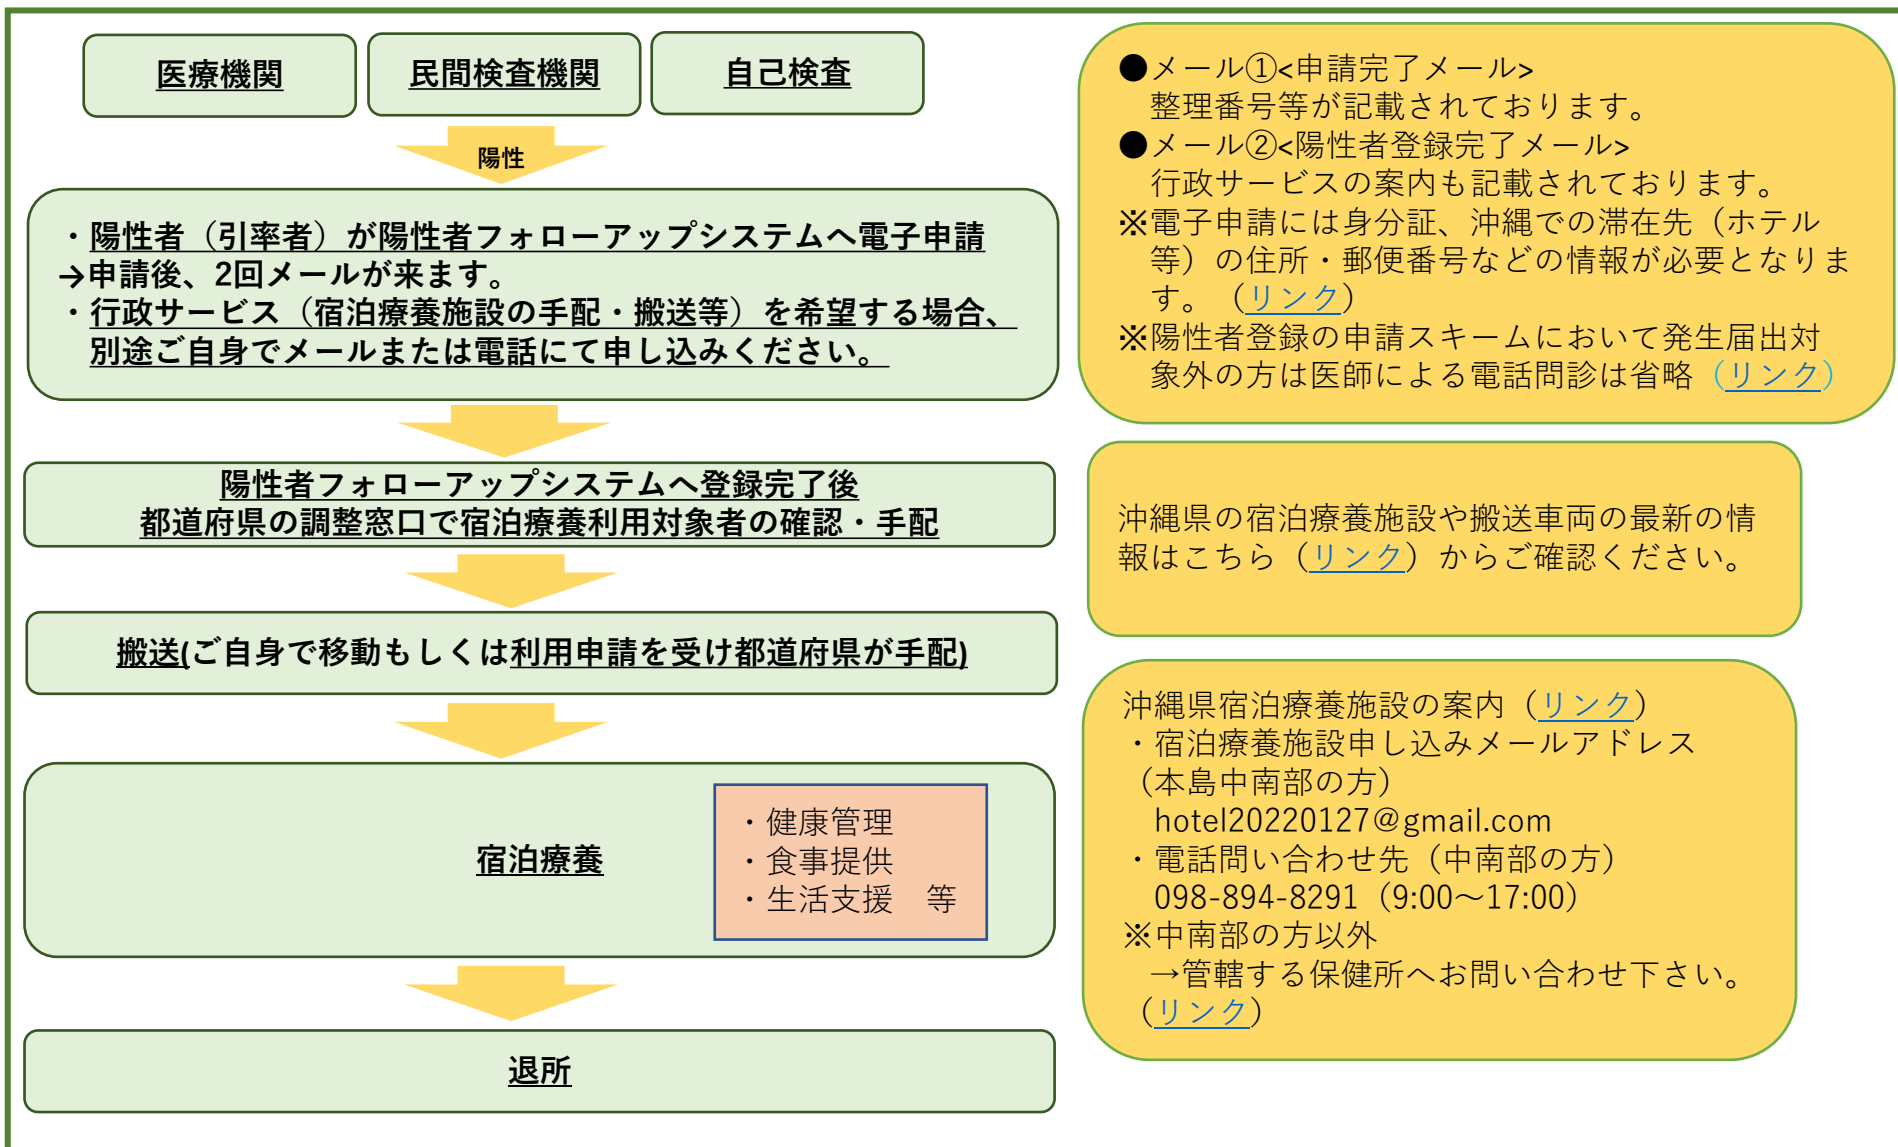 医療機関
民間検査機関
自己検査
陽性
・陽性者（引率者）が陽性者フォローアップシステムへ電子申請
→申請後、2回メールが来ます。
・行政サービス（宿泊療養施設の手配・搬送等）を希望する場合、
別途ご自身でメールまたは電話にて申し込みください。
陽性者フォローアップシステムへ登録完了後
都道府県の調整窓口で宿泊療養利用対象者の確認・手配
搬送(ご自身で移動もしくは利用申請を受け都道府県が手配)
宿泊療養
・健康管理
・食事提供
・生活支援　等
退所
●メール①<申請完了メール>
整理番号等が記載されております。
●メール②<陽性者登録完了メール>
行政サービスの案内も記載されております。
※電子申請には身分証、沖縄での滞在先（ホテル
等）の住所・郵便番号などの情報が必要となりま
す。（リンク）
※陽性者登録の申請スキームにおいて発生届出対
象外の方は医師による電話問診は省略（リンク）
沖縄県の宿泊療養施設や搬送車両の最新の情
報はこちら（リンク）からご確認ください。
沖縄県宿泊療養施設の案内（リンク）
・宿泊療養施設申し込みメールアドレス
（本島中南部の方）
hotel20220127@gmail.com
・電話問い合わせ先（中南部の方）
098-894-8291（9:00～17:00）
※中南部の方以外
→管轄する保健所へお問い合わせ下さい。
（リンク）